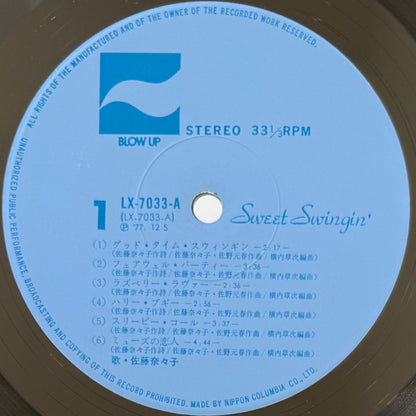 ALL RIGHTS OF THE MANUFACTURER AND OF THE OWNER OF THE RECORDED WORK RESERVED.
UNAUTHORIZED PUBLIC PERFORMANCE, BROADCASTING AND COPYING OF THIS RECORD PROHIBITED. MADE BY NIPPON COLUMBIA CO., LTD.
BLOW UP
STEREO 33⅓RPM
1
LX-7033-A
(LX.7033.A)
Ⓟ '77. 12 S
Sweet Swingin'
(1) グッド・タイム・スウィンギン —3:17—
(佐藤奈々子作詩/佐藤奈々子・佐野元春作曲/横内章次編曲)
(2) フェアウェル・パーティー —3:56—
(佐藤奈々子作詩/佐藤奈々子・佐野元春作曲/横内章次編曲)
(3) ラズベリー・ラヴァー —3:56—
(佐藤奈々子作詩/佐藤奈々子・佐野元春作曲/横内章次編曲)
(4) ハリー・ブギー —2:56—
(佐藤奈々子作詩/佐藤奈々子・佐野元春作曲/横内章次編曲)
(5) スリーピー・コール —3:37—
(佐藤奈々子作詩/佐藤奈々子・佐野元春作曲/横内章次編曲)
(6) ミューズの恋人 —4:44—
(佐藤奈々子作詩/佐藤奈々子・佐野元春作曲/横内章次編曲)
歌・佐藤奈々子